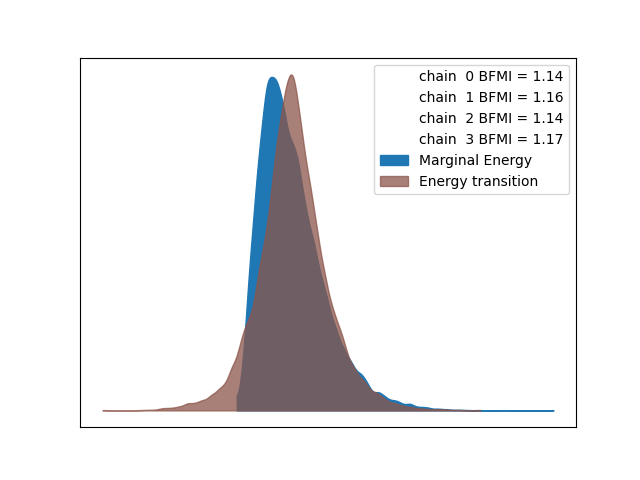 chain  0 BFMI = 1.14
chain  1 BFMI = 1.16
chain  2 BFMI = 1.14
chain  3 BFMI = 1.17
Marginal Energy
Energy transition